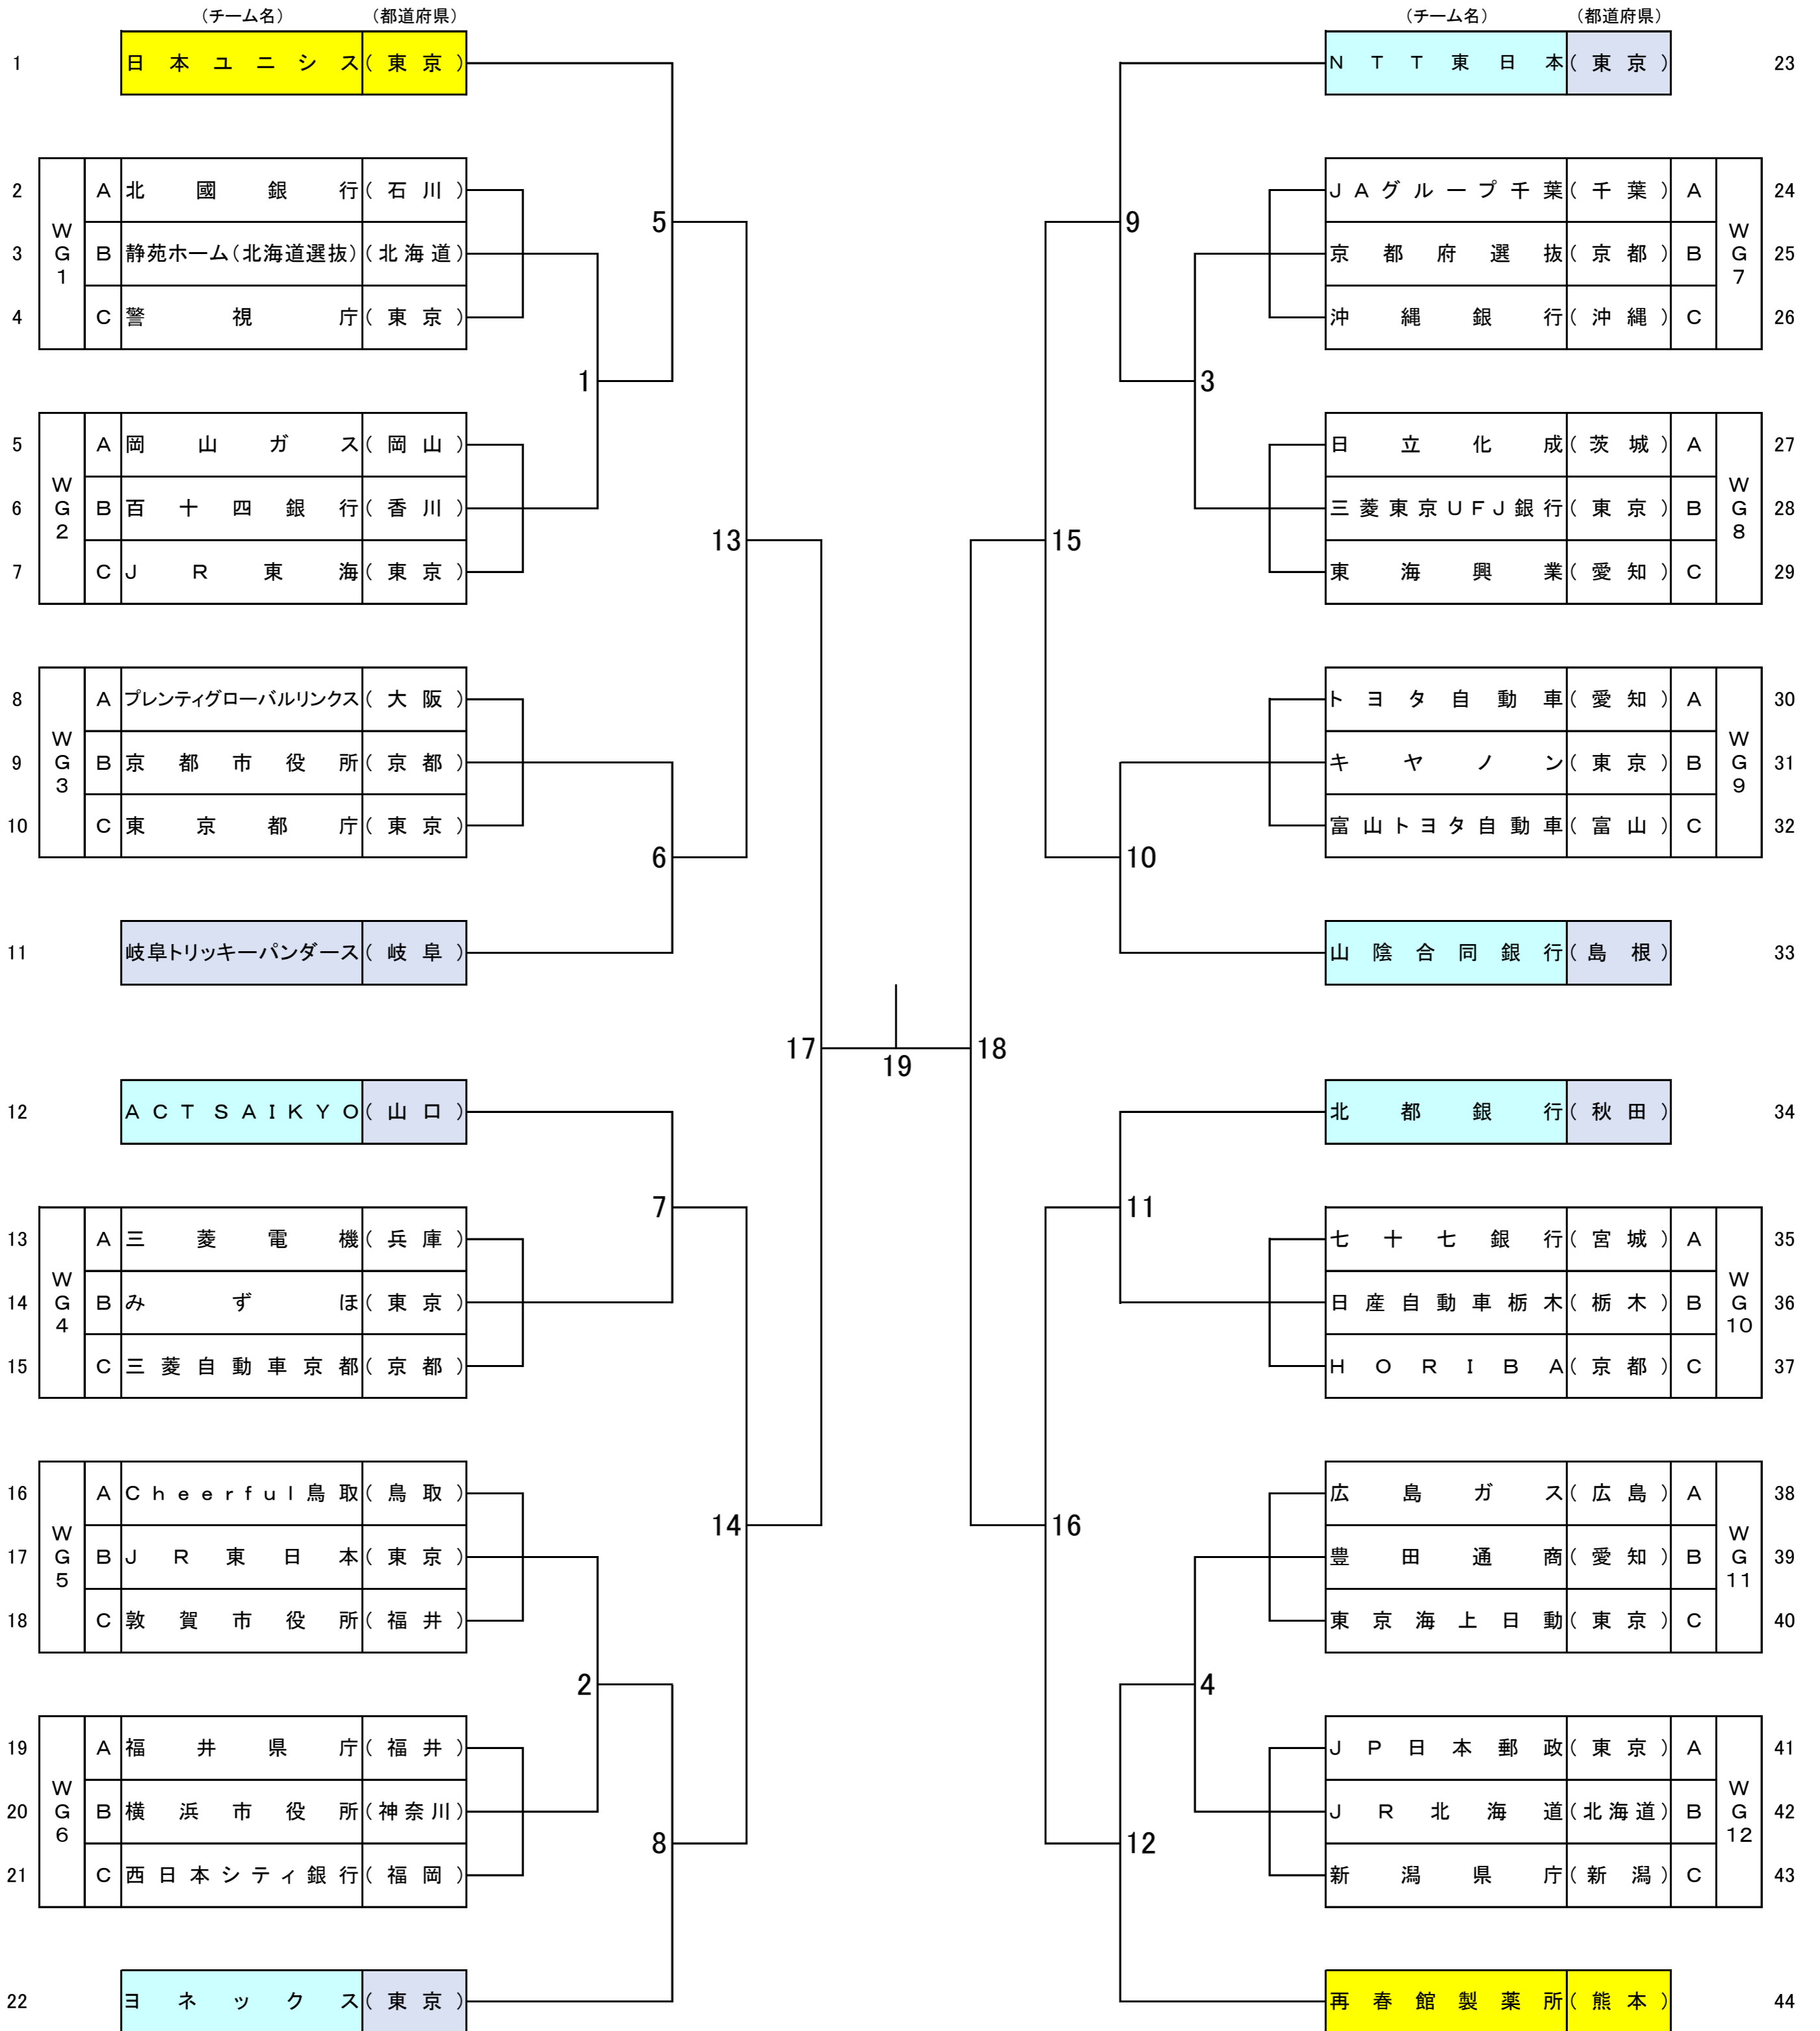 （チーム名） （都道府県） （チーム名） （都道府県）
1 日本ユニシス （東京） NTT東日本 （東京） 23
2 A 北國銀行 （石川） JAグループ千葉 （千葉） A 24
WG1 3 B 静苑ホーム（北海道選抜） （北海道） 5 9 京都府選抜 （京都） B 25 WG7
4 C 警視庁 （東京） 沖縄銀行 （沖縄） C 26
1 3
5 A 岡山ガス （岡山） 日立化成 （茨城） A 27
WG2 6 B 百十四銀行 （香川） 三菱東京UFJ銀行 （東京） B 28 WG8
13 15
7 C JR東海 （東京） 東海興業 （愛知） C 29
8 A プレンティグローバルリンクス （大阪） トヨタ自動車 （愛知） A 30
WG3 9 B 京都市役所 （京都） キヤノン （東京） B 31 WG9
10 C 東京都庁 （東京） 富山トヨタ自動車 （富山） C 32
6 10
11 岐阜トリッキーパンダース （岐阜） 山陰合同銀行 （島根） 33
17 19 18
12 ACT SAIKYO （山口） 北都銀行 （秋田） 34
7 11
13 A 三菱電機 （兵庫） 七十七銀行 （宮城） A 35
WG4 14 B みずほ （東京） 日産自動車栃木 （栃木） B 36 WG10
15 C 三菱自動車京都 （京都） HORIBA （京都） C 37
16 A Cheerful鳥取 （鳥取） 広島ガス （広島） A 38
14 16
WG5 17 B JR東日本 （東京） 豊田通商 （愛知） B 39 WG11
18 C 敦賀市役所 （福井） 東京海上日動 （東京） C 40
2 4
19 A 福井県庁 （福井） JP日本郵政 （東京） A 41
WG6 20 B 横浜市役所 （神奈川） JR北海道 （北海道） B 42 WG12
8 12
21 C 西日本シティ銀行 （福岡） 新潟県庁 （新潟） C 43
22 ヨネックス （東京） 再春館製薬所 （熊本） 44